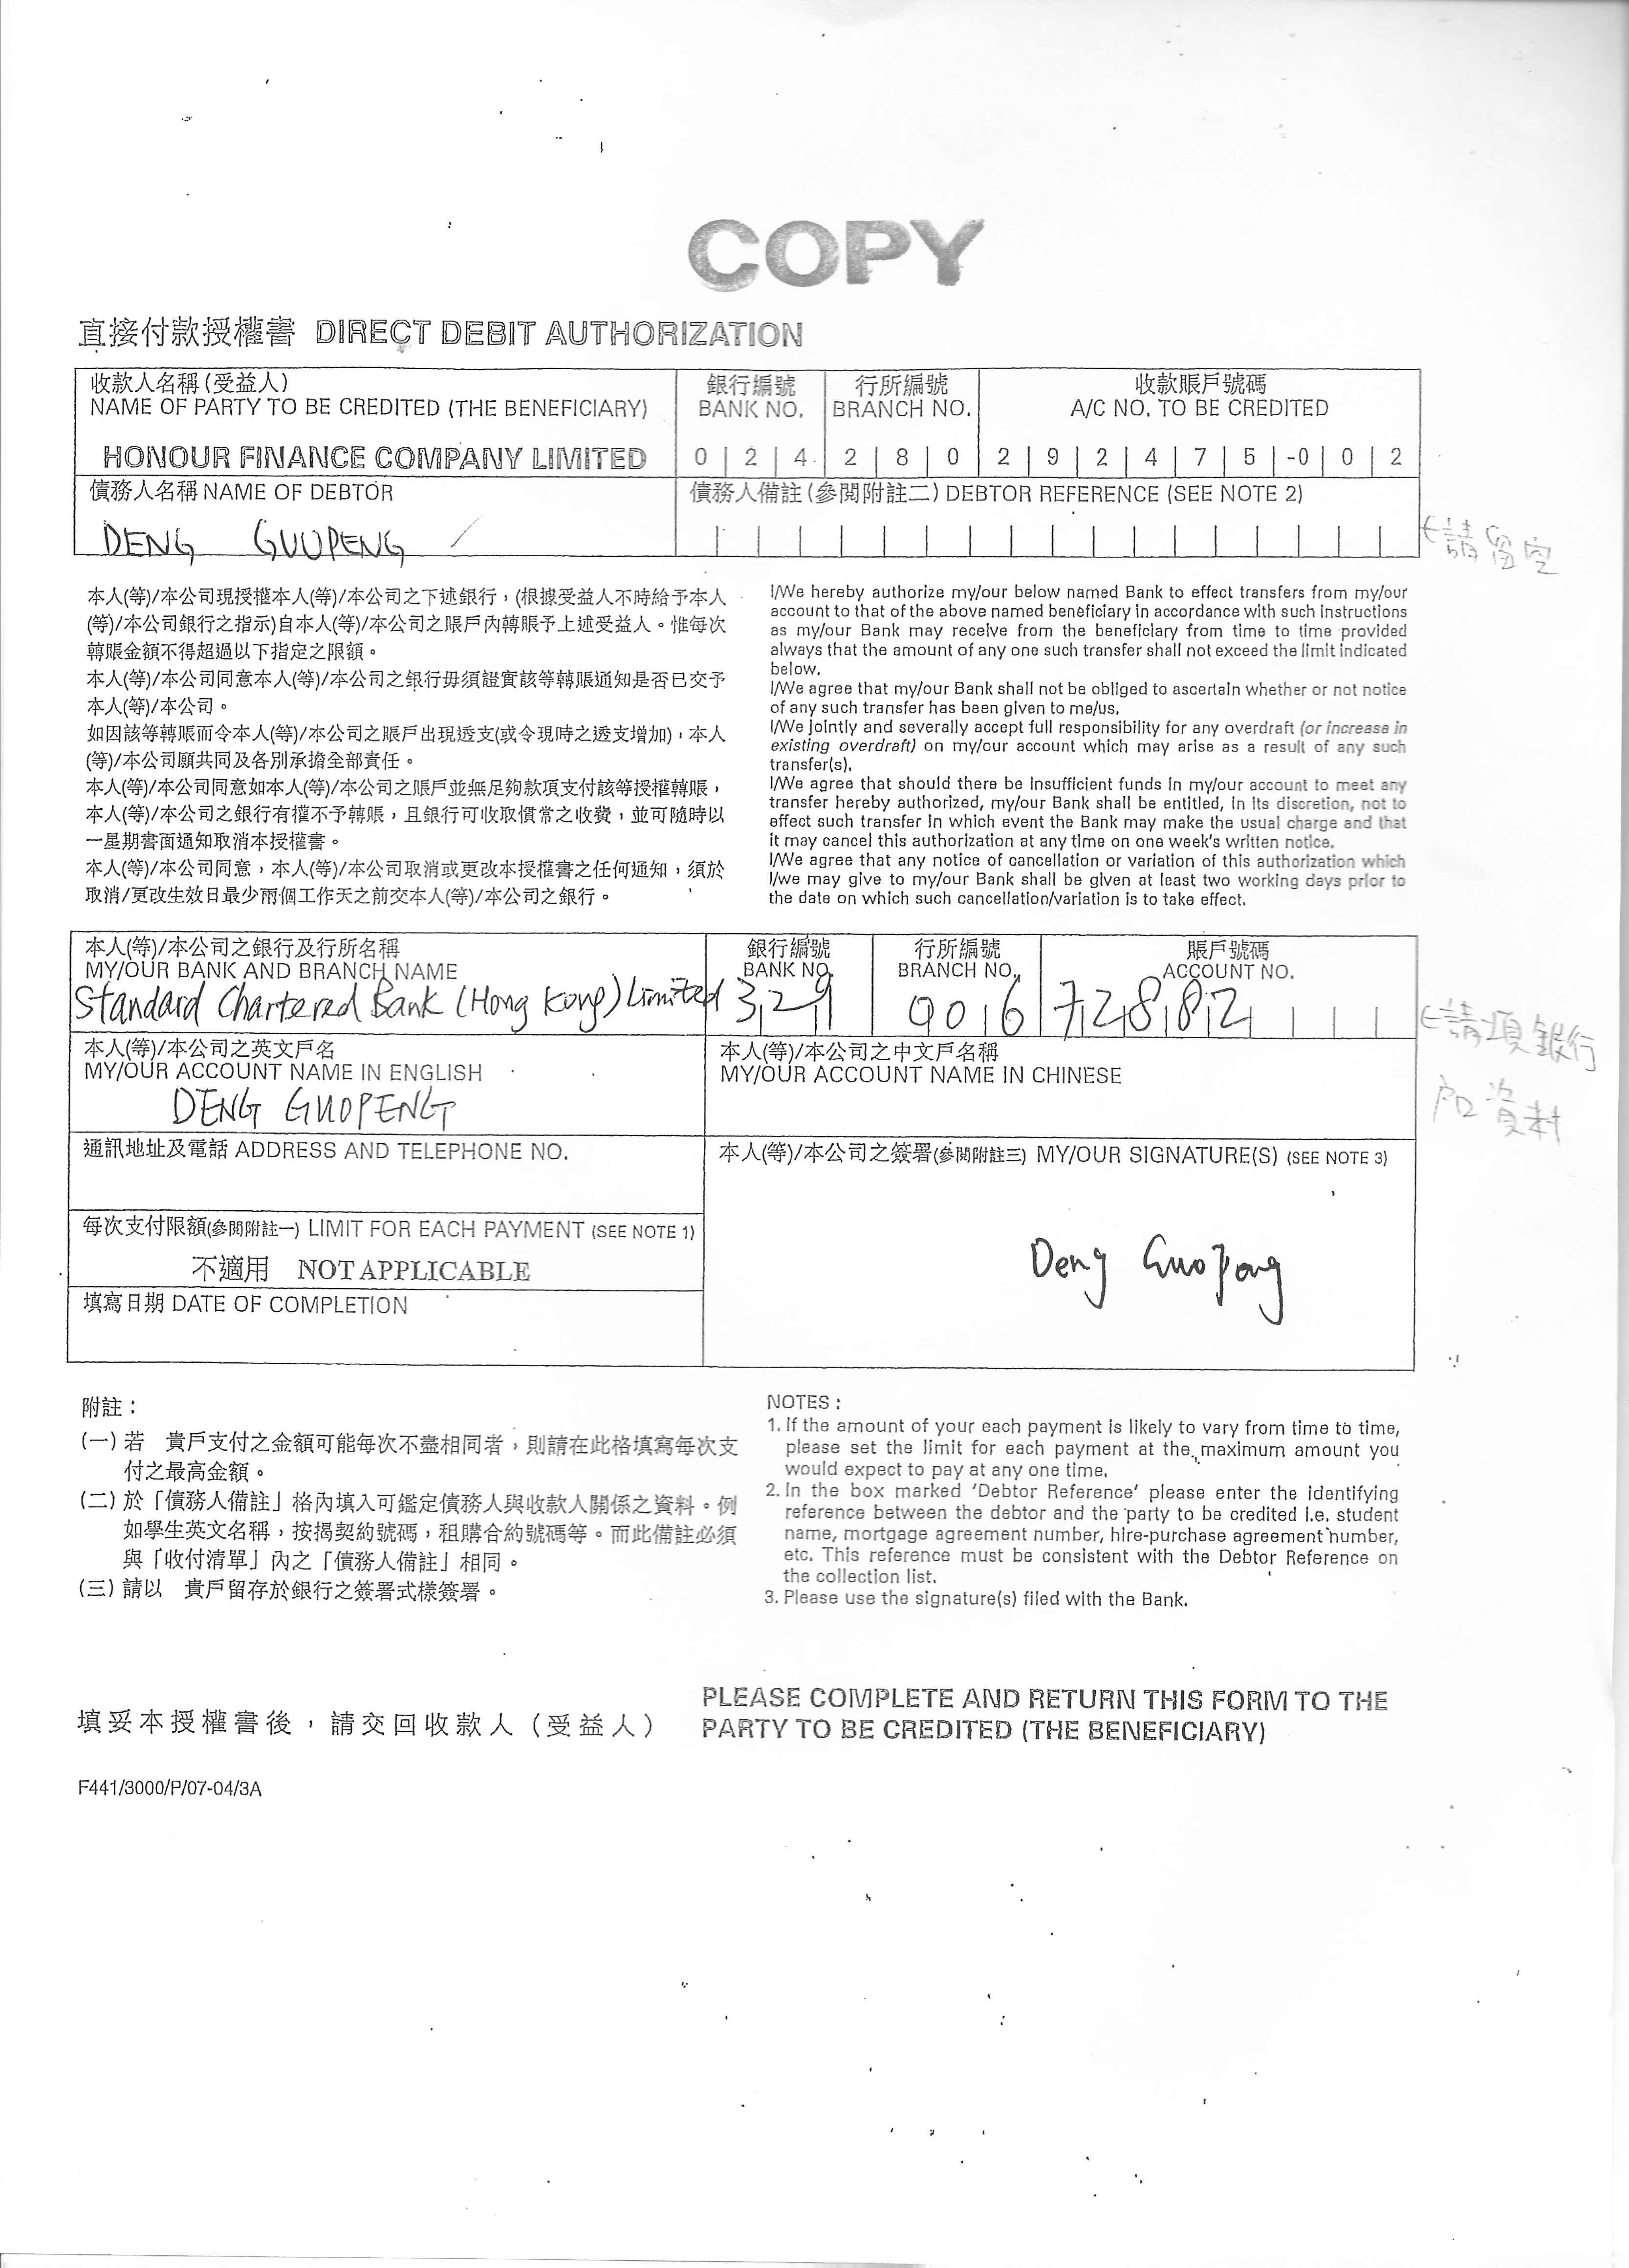 COPY
直接付款授權書 DIRECT DEBIT AUTHORIZATION
收款人名稱(受益人) 銀行編號 行所編號 收款賬戶號碼
NAME OF PARTY TO BE CREDITED (THE BENEFICIARY) BANK NO. BRANCH NO. A/C NO. TO BE CREDITED
HONOUR FINANCE COMPANY LIMITED 0 2 4 2 8 0 2 9 2 4 7 5 -0 0 2
債務人名稱 NAME OF DEBTOR 債務人備註(參閱附註二) DEBTOR REFERENCE (SEE NOTE 2)
DENG GUOPENG
←請留空
本人(等)/本公司現授權本人(等)/本公司之下述銀行,(根據受益人不時給予本人
(等)/本公司銀行之指示)自本人(等)/本公司之賬戶內轉賬予上述受益人。惟每次
轉賬金額不得超過以下指定之限額。
本人(等)/本公司同意本人(等)/本公司之銀行毋須證實該等轉賬通知是否已交予
本人(等)/本公司。
如因該等轉賬而令本人(等)/本公司之賬戶出現透支(或令現時之透支增加),本人
(等)/本公司願共同及各別承擔全部責任。
本人(等)/本公司同意如本人(等)/本公司之賬戶並無足夠款項支付該等授權轉賬,
本人(等)/本公司之銀行有權不予轉賬,且銀行可收取慣常之收費,並可隨時以
一星期書面通知取消本授權書。
本人(等)/本公司同意,本人(等)/本公司取消或更改本授權書之任何通知,須於
取消/更改生效日最少兩個工作天之前交本人(等)/本公司之銀行。
I/We hereby authorize my/our below named Bank to effect transfers from my/our
account to that of the above named beneficiary in accordance with such instructions
as my/our Bank may receive from the beneficiary from time to time provided
always that the amount of any one such transfer shall not exceed the limit indicated
below.
I/We agree that my/our Bank shall not be obliged to ascertain whether or not notice
of any such transfer has been given to me/us.
I/We jointly and severally accept full responsibility for any overdraft (or increase in
existing overdraft) on my/our account which may arise as a result of any such
transfer(s).
I/We agree that should there be insufficient funds in my/our account to meet any
transfer hereby authorized, my/our Bank shall be entitled, in its discretion, not to
effect such transfer in which event the Bank may make the usual charge and that
it may cancel this authorization at any time on one week's written notice.
I/We agree that any notice of cancellation or variation of this authorization which
I/we may give to my/our Bank shall be given at least two working days prior to
the date on which such cancellation/variation is to take effect.
本人(等)/本公司之銀行及行所名稱 銀行編號 行所編號 賬戶號碼
MY/OUR BANK AND BRANCH NAME BANK NO. BRANCH NO. ACCOUNT NO.
Standard Chartered Bank (Hong Kong) Limited 3 2 9 9 0 0 6 7 2 8 8 2
←請填銀行
戶口資料
本人(等)/本公司之英文戶名 本人(等)/本公司之中文戶名稱
MY/OUR ACCOUNT NAME IN ENGLISH MY/OUR ACCOUNT NAME IN CHINESE
DENG GUOPENG
通訊地址及電話 ADDRESS AND TELEPHONE NO. 本人(等)/本公司之簽署(參閱附註三) MY/OUR SIGNATURE(S) (SEE NOTE 3)
每次支付限額(參閱附註一) LIMIT FOR EACH PAYMENT (SEE NOTE 1)
不適用 NOT APPLICABLE
Deng Guopeng
填寫日期 DATE OF COMPLETION
附註:
(一) 若 貴戶支付之金額可能每次不盡相同者,則請在此格填寫每次支
付之最高金額。
(二) 於「債務人備註」格內填入可鑑定債務人與收款人關係之資料。例
如學生英文名稱,按揭契約號碼,租購合約號碼等。而此備註必須
與「收付清單」內之「債務人備註」相同。
(三) 請以 貴戶留存於銀行之簽署式樣簽署。
NOTES :
1. If the amount of your each payment is likely to vary from time to time,
please set the limit for each payment at the maximum amount you
would expect to pay at any one time.
2. In the box marked 'Debtor Reference' please enter the identifying
reference between the debtor and the party to be credited i.e. student
name, mortgage agreement number, hire-purchase agreement number,
etc. This reference must be consistent with the Debtor Reference on
the collection list.
3. Please use the signature(s) filed with the Bank.
填妥本授權書後,請交回收款人(受益人)
PLEASE COMPLETE AND RETURN THIS FORM TO THE
PARTY TO BE CREDITED (THE BENEFICIARY)
F441/3000/P/07-04/3A